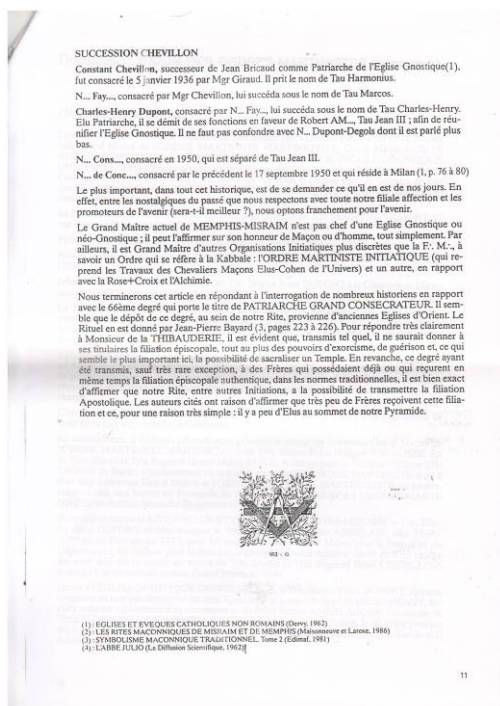 SUCCESSION CHEVILLON
Constant Chevillon, successeur de Jean Bricaud comme Patriarche de l'Eglise Gnostique(1),
fut consacré le 5 janvier 1936 par Mgr Giraud. Il prit le nom de Tau Harmonius.
N... Fay..., consacré par Mgr Chevillon, lui succéda sous le nom de Tau Marcos.
Charles-Henry Dupont, consacré par N... Fay..., lui succéda sous le nom de Tau Charles-Henry.
Elu Patriarche, il se démit de ses fonctions en faveur de Robert AM..., Tau Jean III ; afin de réu-
nifier l'Eglise Gnostique. Il ne faut pas confondre avec N... Dupont-Degols dont il est parlé plus
bas.
N... Cons..., consacré en 1950, qui est séparé de Tau Jean III.
N... de Conc..., consacré par le précédent le 17 septembre 1950 et qui réside à Milan (1, p. 76 à 80)
Le plus important, dans tout cet historique, est de se demander ce qu'il en est de nos jours. En
effet, entre les nostalgiques du passé que nous respectons avec toute notre filiale affection et les
promoteurs de l'avenir (sera-t-il meilleur ?), nous optons franchement pour l'avenir.
Le Grand Maître actuel de MEMPHIS-MISRAIM n'est pas chef d'une Eglise Gnostique ou
néo-Gnostique ; il peut l'affirmer sur son honneur de Maçon ou d'homme, tout simplement. Par
ailleurs, il est Grand Maître d'autres Organisations Initiatiques plus discrètes que la F∴ M∴, à
savoir un Ordre qui se réfère à la Kabbale : l'ORDRE MARTINISTE INITIATIQUE (qui re-
prend les Travaux des Chevaliers Maçons Elus-Cohen de l'Univers) et un autre, en rapport
avec la Rose+Croix et l'Alchimie.
Nous terminerons cet article en répondant à l'interrogation de nombreux historiens en rapport
avec le 66ème degré qui porte le titre de PATRIARCHE GRAND CONSECRATEUR. Il sem-
ble que le dépôt de ce degré, au sein de notre Rite, provienne d'anciennes Eglises d'Orient. Le
Rituel en est donné par Jean-Pierre Bayard (3, pages 223 à 226). Pour répondre très clairement
à Monsieur de la THIBAUDERIE, il est évident que, transmis tel quel, il ne saurait donner à
ses titulaires la filiation épiscopale, tout au plus des pouvoirs d'exorcisme, de guérison et, ce qui
semble le plus important ici, la possibilité de sacraliser un Temple. En revanche, ce degré ayant
été transmis, sauf très rare exception, à des Frères qui possédaient déjà ou qui reçurent en
même temps la filiation épiscopale authentique, dans les normes traditionnelles, il est bien exact
d'affirmer que notre Rite, entre autres Initiations, a la possibilité de transmettre la filiation
Apostolique. Les auteurs cités ont raison d'affirmer que très peu de Frères reçoivent cette filia-
tion et ce, pour une raison très simple : il y a peu d'Elus au sommet de notre Pyramide.
(1) : EGLISES ET EVEQUES CATHOLIQUES NON ROMAINS (Dervy, 1962)
(2) : LES RITES MACONNIQUES DE MISRAIM ET DE MEMPHIS (Maisonneuve et Larose, 1986)
(3) : SYMBOLISME MACONNIQUE TRADITIONNEL. Tome 2 (Edimaf, 1981)
(4) : L'ABBE JULIO (La Diffusion Scientifique, 1962)
11